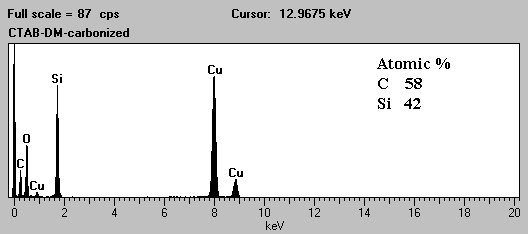 Full scale = 87 cps Cursor: 12.9675 keV
CTAB-DM-carbonized
Atomic %
C 58
Si 42
Cu
Si
O
C
Cu
Cu
0 2 4 6 8 10 12 14 16 18 20
keV